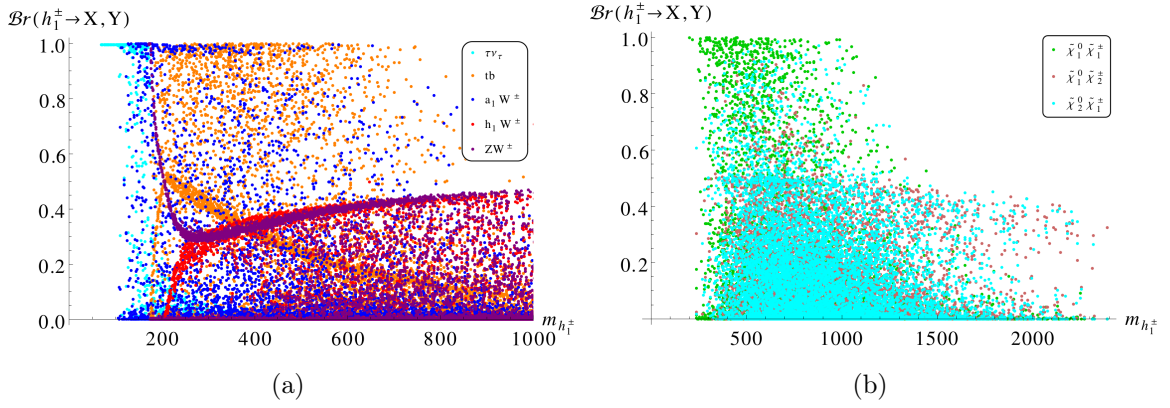 ℬr(h₁^±→X, Y)
1.0
0.8
0.6
0.4
0.2
0.0
200 400 600 800 1000
m_{h₁^±}
τν_τ
tb
a₁ W^±
h₁ W^±
ZW^±
(a)
ℬr(h₁^±→X, Y)
1.0
0.8
0.6
0.4
0.2
500 1000 1500 2000
m_{h₁^±}
χ̃₁⁰ χ̃₁^±
χ̃₁⁰ χ̃₂^±
χ̃₂⁰ χ̃₁^±
(b)